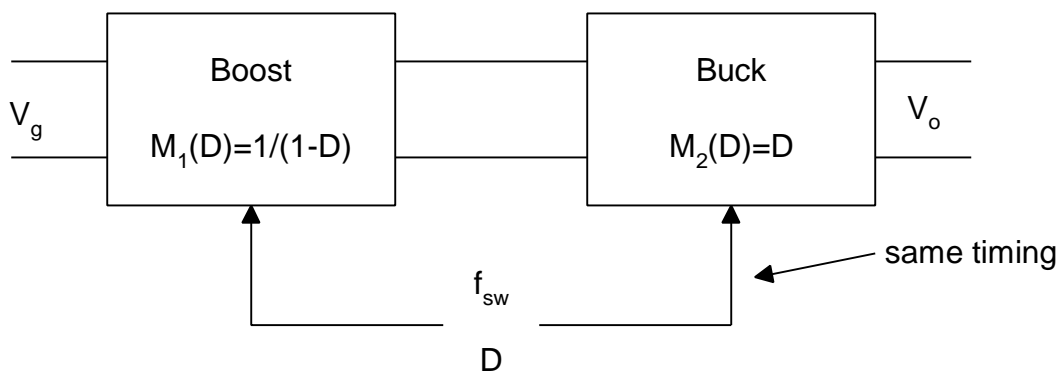 Boost
Buck
V_g
M_1(D)=1/(1-D)
M_2(D)=D
V_o
same timing
f_sw
D